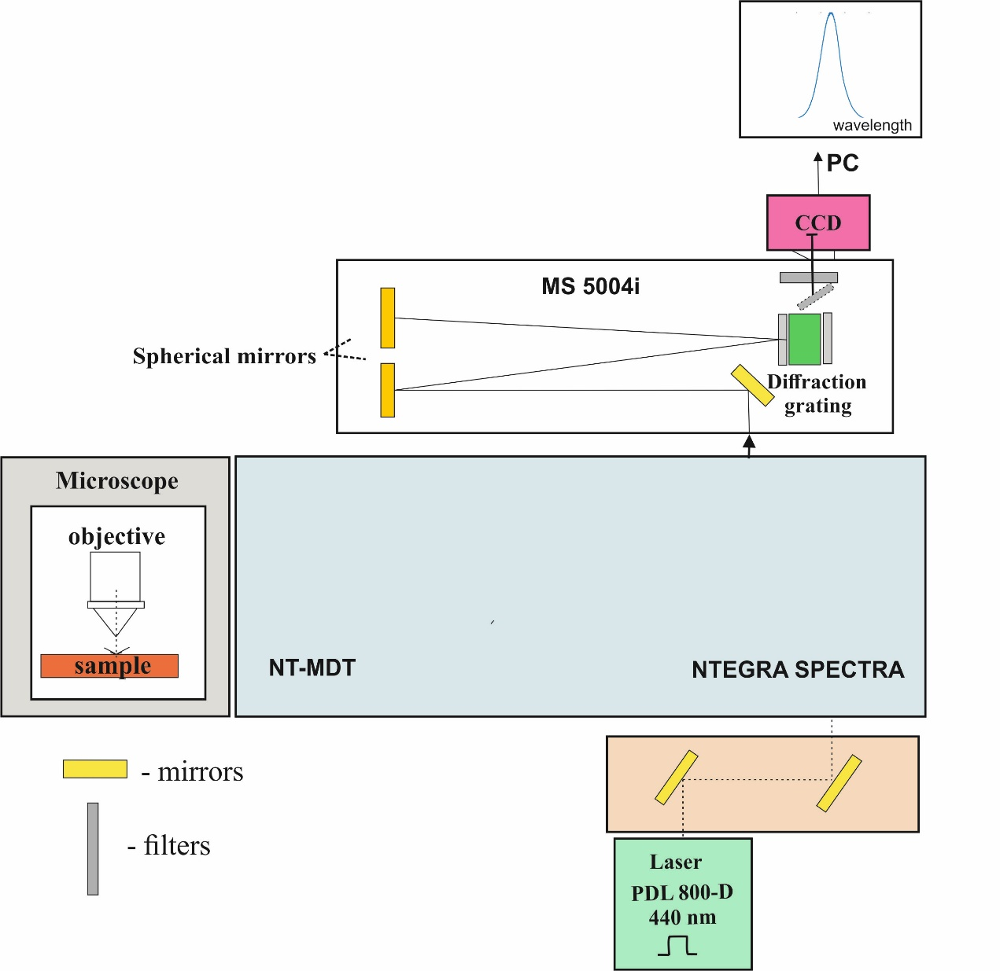 wavelength
PC
CCD
MS 5004i
Spherical mirrors
Diffraction
grating
Microscope
objective
sample
NT-MDT
NTEGRA SPECTRA
- mirrors
- filters
Laser
PDL 800-D
440 nm